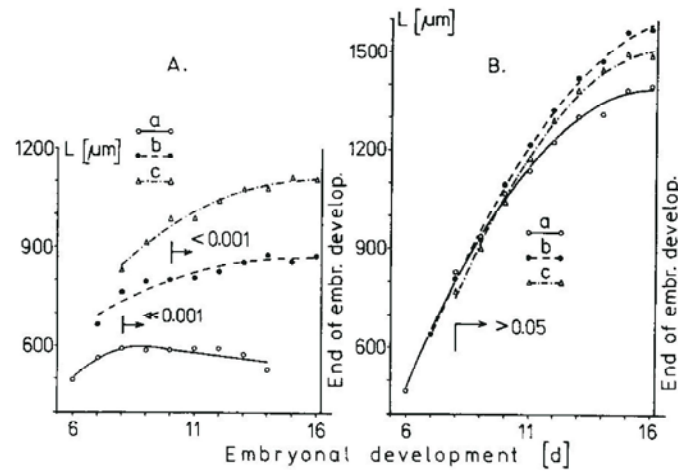 L [µm]
A.
a
b
c
L [µm]
1200
900
600
< 0.001
≪ 0.001
6
11
16
End of embr. develop.
L [µm]
B.
1500
1200
900
600
a
b
c
> 0.05
6
11
16
End of embr. develop.
Embryonal development [d]